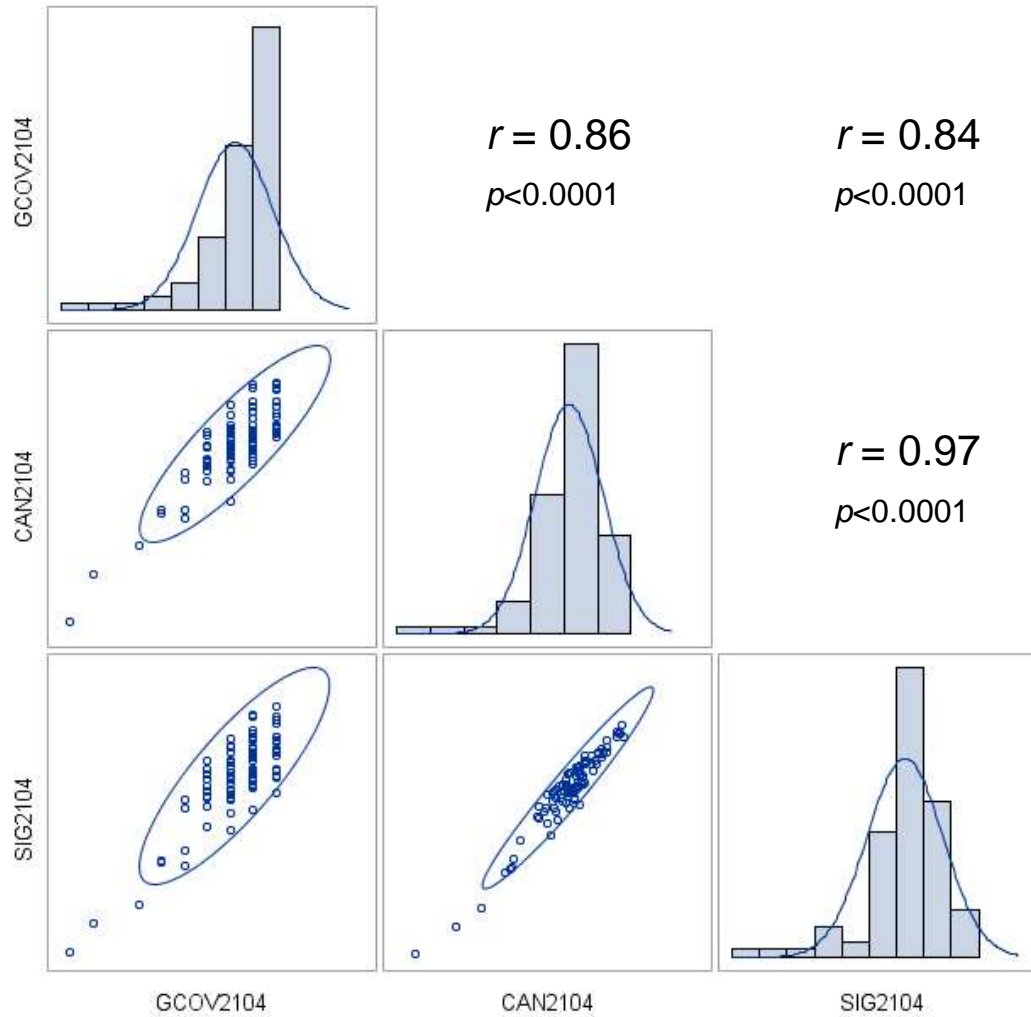 GCOV2104
r = 0.86
p<0.0001
r = 0.84
p<0.0001
CAN2104
r = 0.97
p<0.0001
SIG2104
GCOV2104
CAN2104
SIG2104